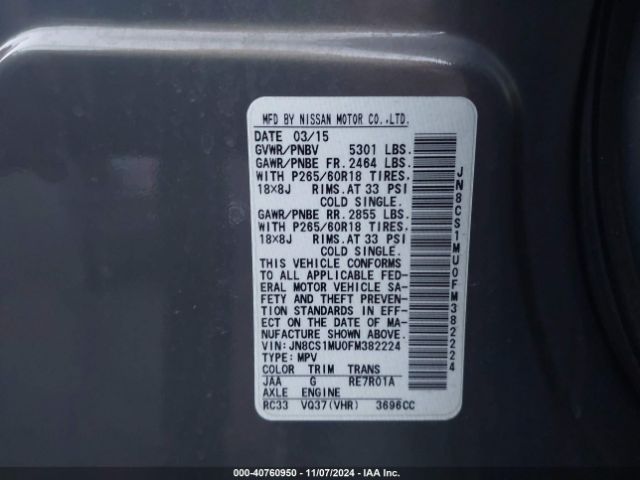 MFD BY NISSAN MOTOR CO.,LTD.
DATE 03/15
GVWR/PNBV 5301 LBS.
GAWR/PNBE FR. 2464 LBS.
WITH P265/60R18 TIRES.
18×8J RIMS.AT 33 PSI
COLD SINGLE.
GAWR/PNBE RR. 2855 LBS.
WITH P265/60R18 TIRES.
18×8J RIMS.AT 33 PSI
COLD SINGLE.
THIS VEHICLE CONFORMS
TO ALL APPLICABLE FED-
ERAL MOTOR VEHICLE SA-
FETY AND THEFT PREVEN-
TION STANDARDS IN EFF-
ECT ON THE DATE OF MA-
NUFACTURE SHOWN ABOVE.
VIN: JN8CS1MU0FM382224
TYPE: MPV
COLOR TRIM TRANS
JAA G RE7R01A
AXLE ENGINE
RC33 VQ37(VHR) 3696CC
JN8CS1MU0FM382224
000-40760950 - 11/07/2024 - IAA Inc.